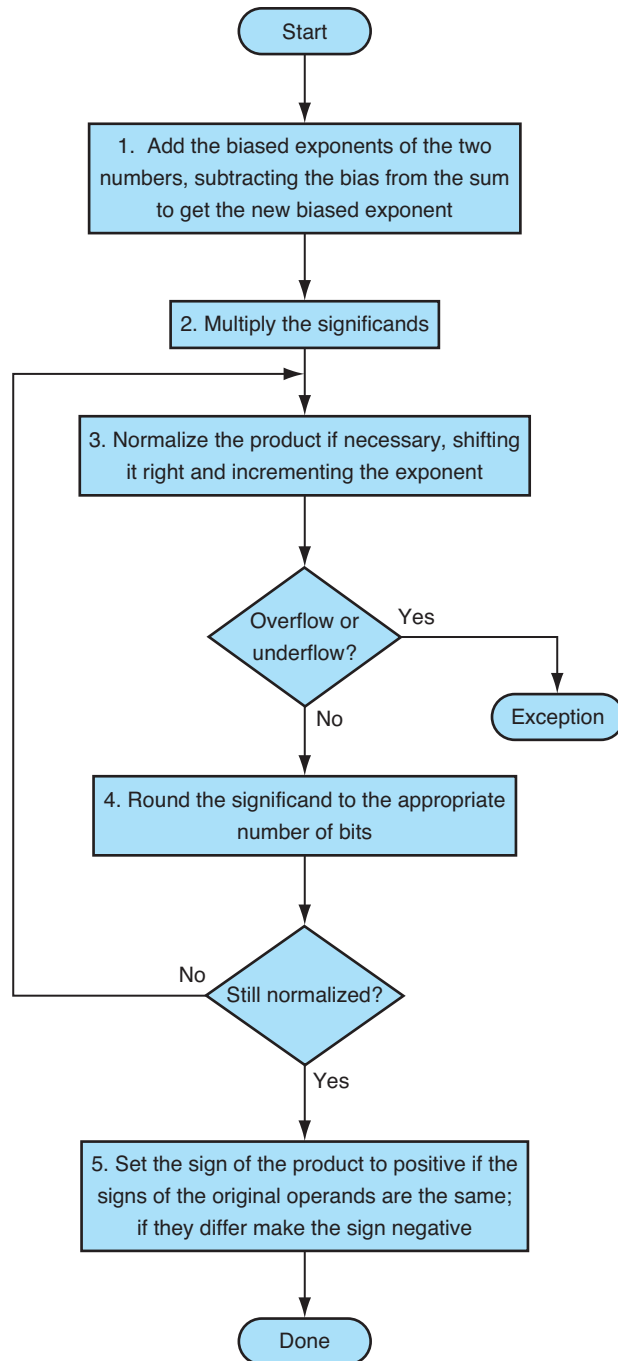 Start
1. Add the biased exponents of the two
numbers, subtracting the bias from the sum
to get the new biased exponent
2. Multiply the significands
3. Normalize the product if necessary, shifting
it right and incrementing the exponent
Overflow or
underflow?
Yes
No
Exception
4. Round the significand to the appropriate
number of bits
No
Still normalized?
Yes
5. Set the sign of the product to positive if the
signs of the original operands are the same;
if they differ make the sign negative
Done